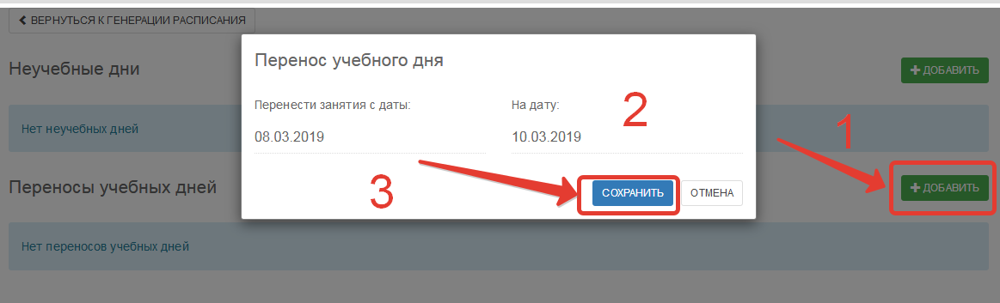 ВЕРНУТЬСЯ К ГЕНЕРАЦИИ РАСПИСАНИЯ
Неучебные дни
ДОБАВИТЬ
Нет неучебных дней
Перенос учебного дня
Перенести занятия с даты:
На дату:
08.03.2019
10.03.2019
2
1
3
СОХРАНИТЬ
ОТМЕНА
Переносы учебных дней
ДОБАВИТЬ
Нет переносов учебных дней